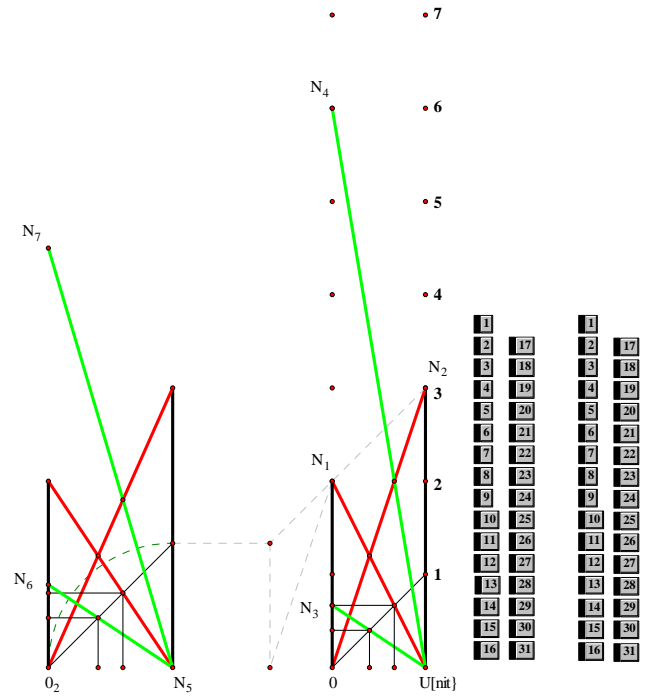 7
N4
6
5
N7
4
1 1
2 17 2 17
3 18 3 18
N2
4 19 4 19
3
5 20 5 20
6 21 6 21
N1
7 22 7 22
2
8 23 8 23
9 24 9 24
10 25 10 25
11 26 11 26
12 27 12 27
1
N6
13 28 13 28
N3
14 29 14 29
15 30 15 30
16 31 16 31
02 N5 0 U[nit}